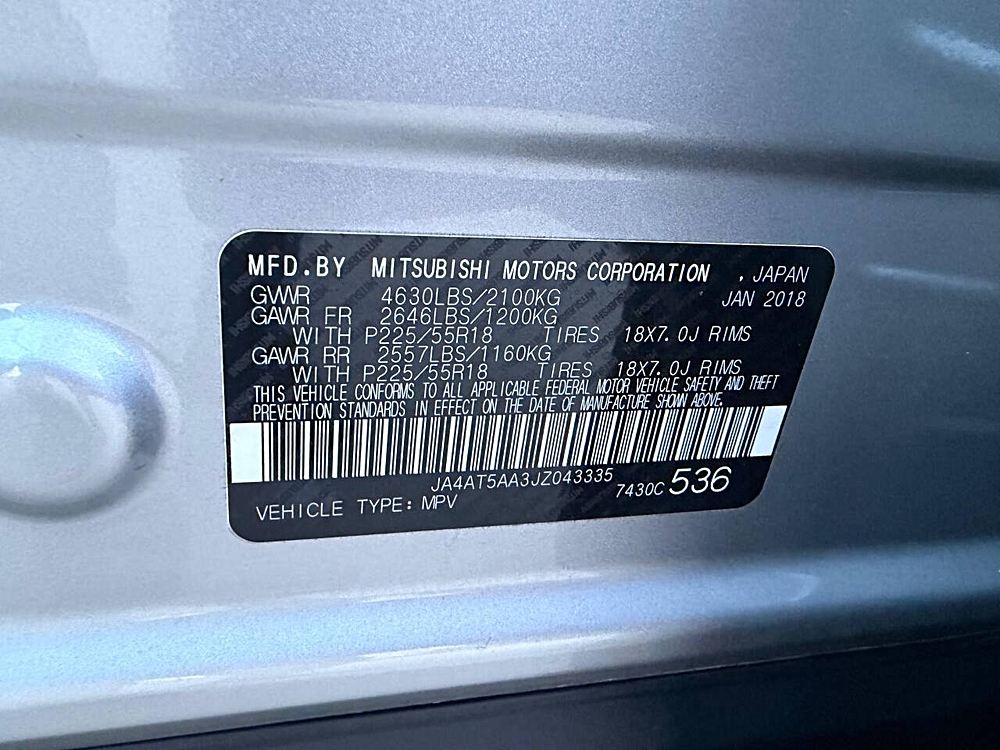 MFD.BY MITSUBISHI MOTORS CORPORATION , JAPAN
JAN 2018
GVWR 4630LBS/2100KG
GAWR FR 2646LBS/1200KG
WITH P225/55R18 TIRES 18X7.0J RIMS
GAWR RR 2557LBS/1160KG
WITH P225/55R18 TIRES 18X7.0J RIMS
THIS VEHICLE CONFORMS TO ALL APPLICABLE FEDERAL MOTOR VEHICLE SAFETY AND THEFT
PREVENTION STANDARDS IN EFFECT ON THE DATE OF MANUFACTURE SHOWN ABOVE.
JA4AT5AA3JZ043335
7430C 536
VEHICLE TYPE: MPV